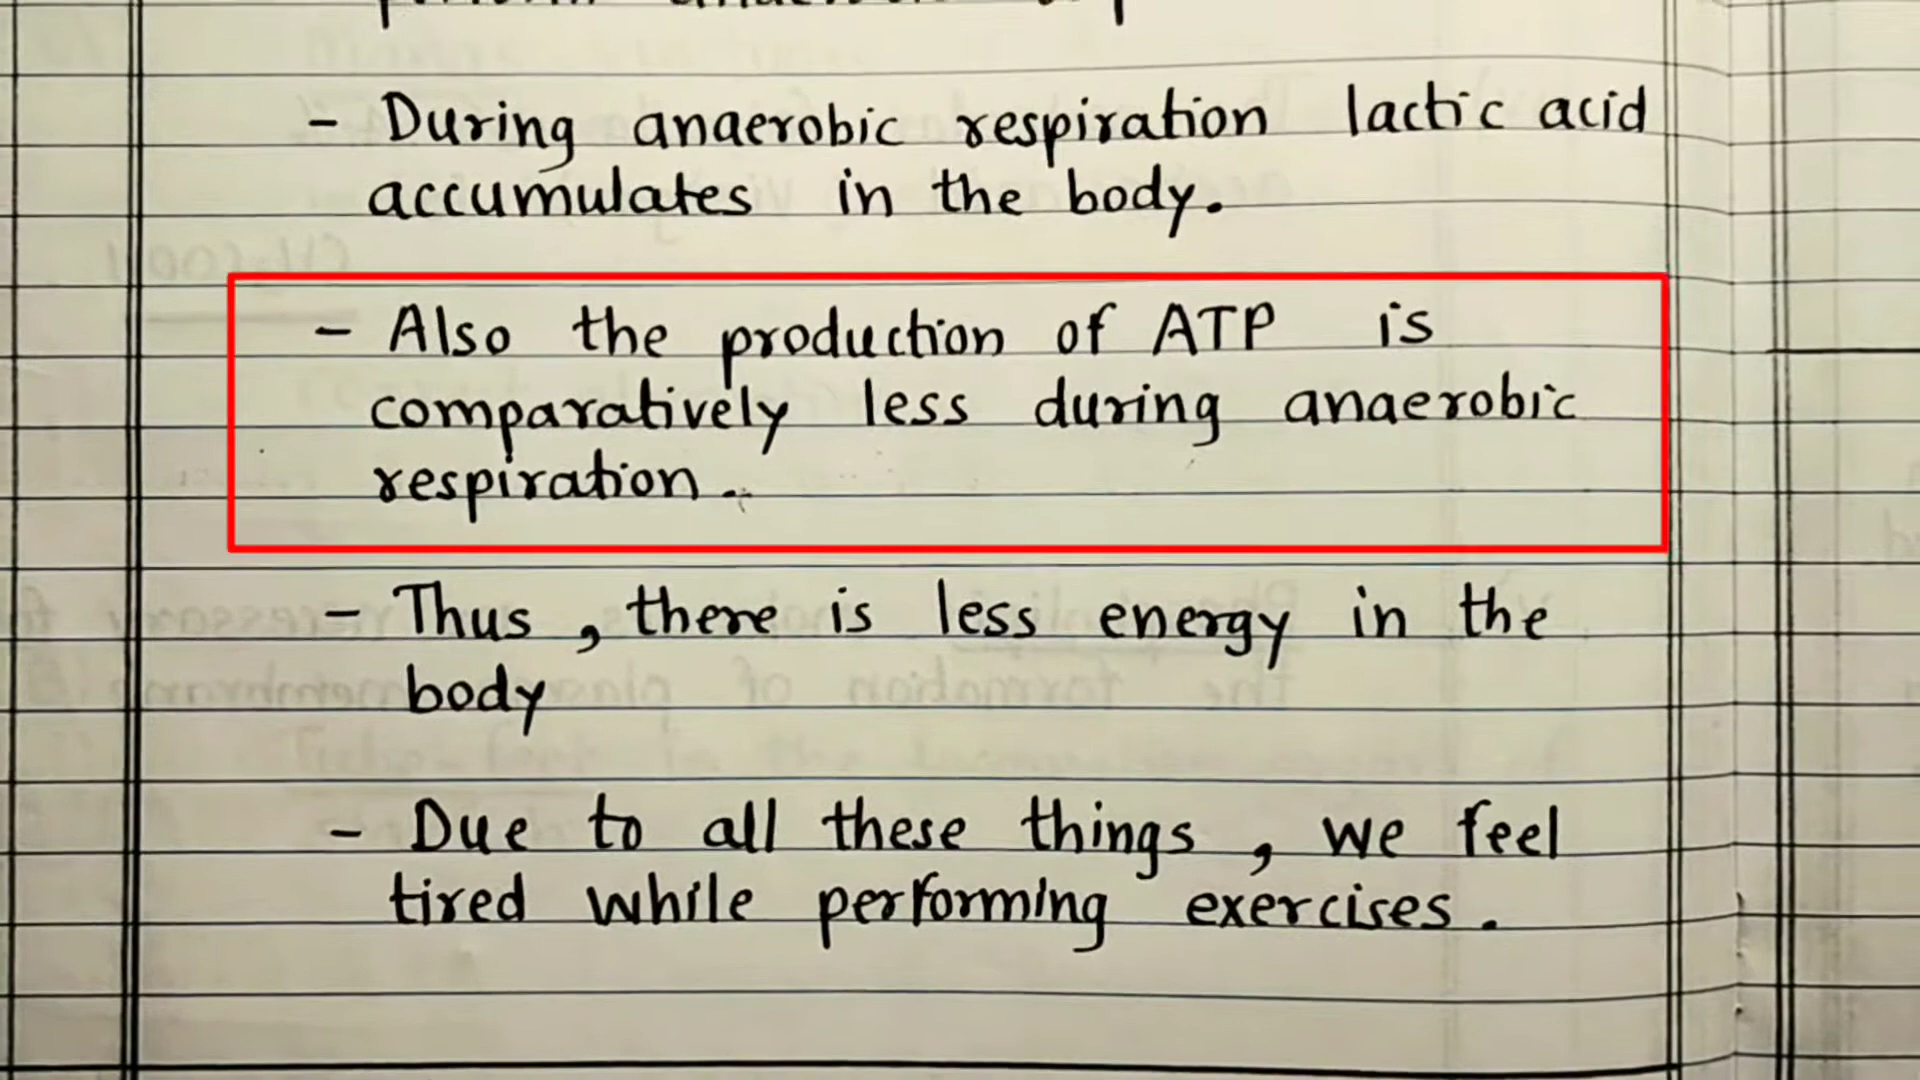 - During anaerobic respiration lactic acid
accumulates in the body.
- Also the production of ATP is
comparatively less during anaerobic
respiration.
- Thus, there is less energy in the
body
- Due to all these things, we feel
tired while performing exercises.